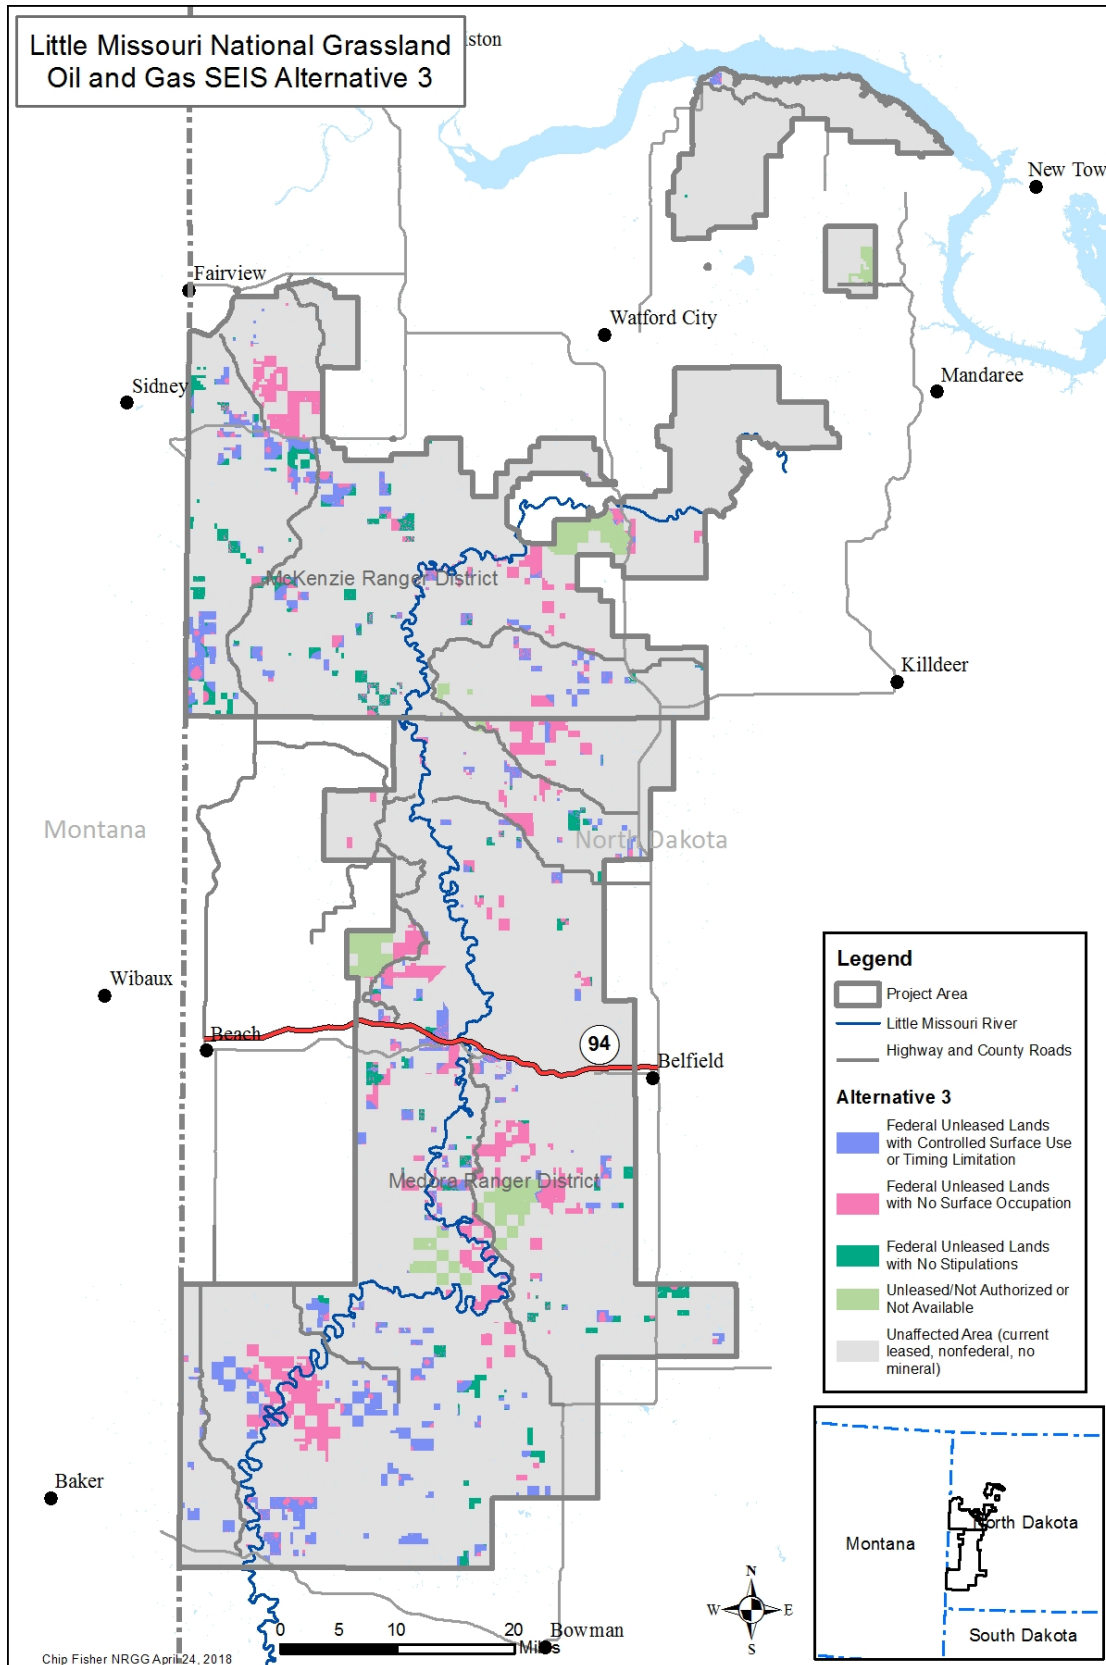 Little Missouri National Grassland
Oil and Gas SEIS Alternative 3
iston
New Tow
Fairview
Watford City
Sidney
Mandaree
McKenzie Ranger District
Killdeer
Montana
North Dakota
Wibaux
Beach
94
Belfield
Medora Ranger District
Baker
Bowman
Legend
Project Area
Little Missouri River
Highway and County Roads
Alternative 3
Federal Unleased Lands
with Controlled Surface Use
or Timing Limitation
Federal Unleased Lands
with No Surface Occupation
Federal Unleased Lands
with No Stipulations
Unleased/Not Authorized or
Not Available
Unaffected Area (current
leased, nonfederal, no
mineral)
Montana
North Dakota
South Dakota
N
W E
S
0 5 10 20
Miles
Chip Fisher NRGG April 24, 2018